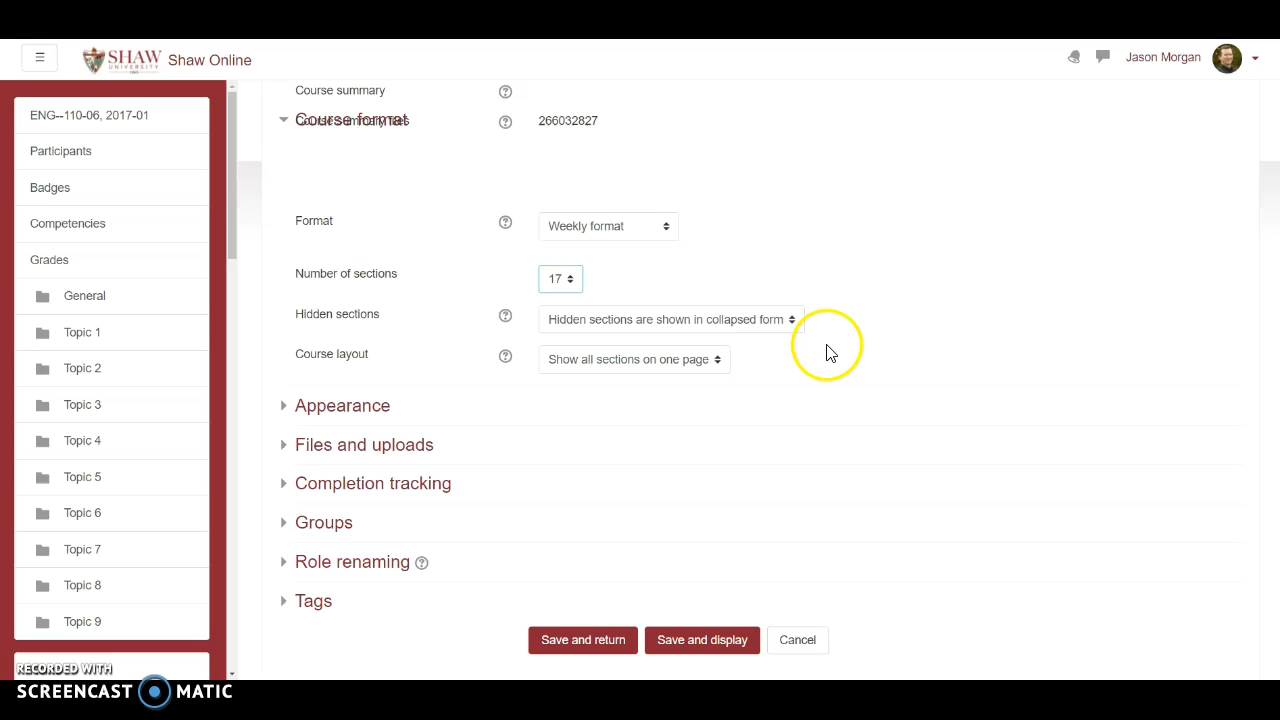 SHAW
UNIVERSITY
Shaw Online
Jason Morgan
ENG--110-06, 2017-01
Participants
Badges
Competencies
Grades
General
Topic 1
Topic 2
Topic 3
Topic 4
Topic 5
Topic 6
Topic 7
Topic 8
Topic 9
Course summary
Course format
Course summary files
266032827
Format
Weekly format
Number of sections
17
Hidden sections
Hidden sections are shown in collapsed form
Course layout
Show all sections on one page
Appearance
Files and uploads
Completion tracking
Groups
Role renaming
Tags
Save and return
Save and display
Cancel
RECORDED WITH
SCREENCAST MATIC